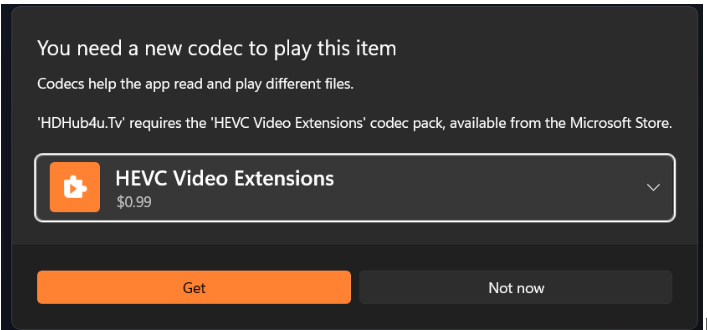 You need a new codec to play this item
Codecs help the app read and play different files.
'HDHub4u.Tv' requires the 'HEVC Video Extensions' codec pack, available from the Microsoft Store.
HEVC Video Extensions
$0.99
Get
Not now